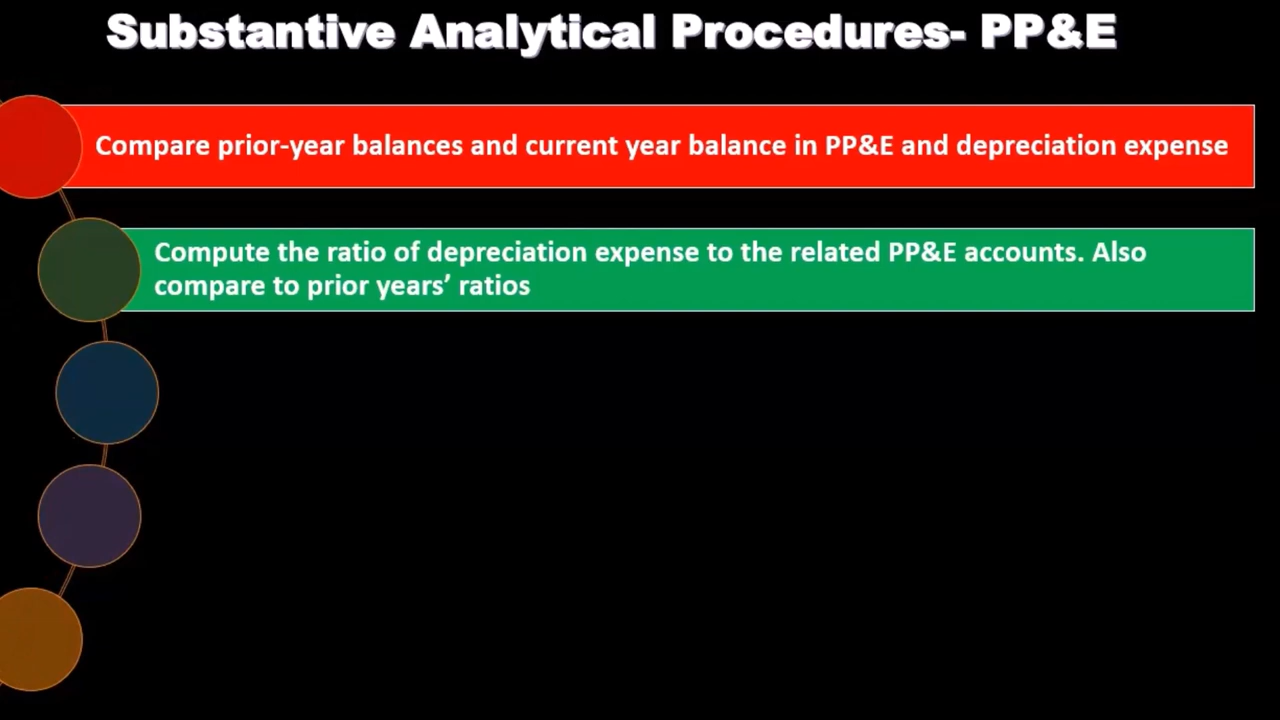 Substantive Analytical Procedures- PP&E
Compare prior-year balances and current year balance in PP&E and depreciation expense
Compute the ratio of depreciation expense to the related PP&E accounts. Also
compare to prior years’ ratios